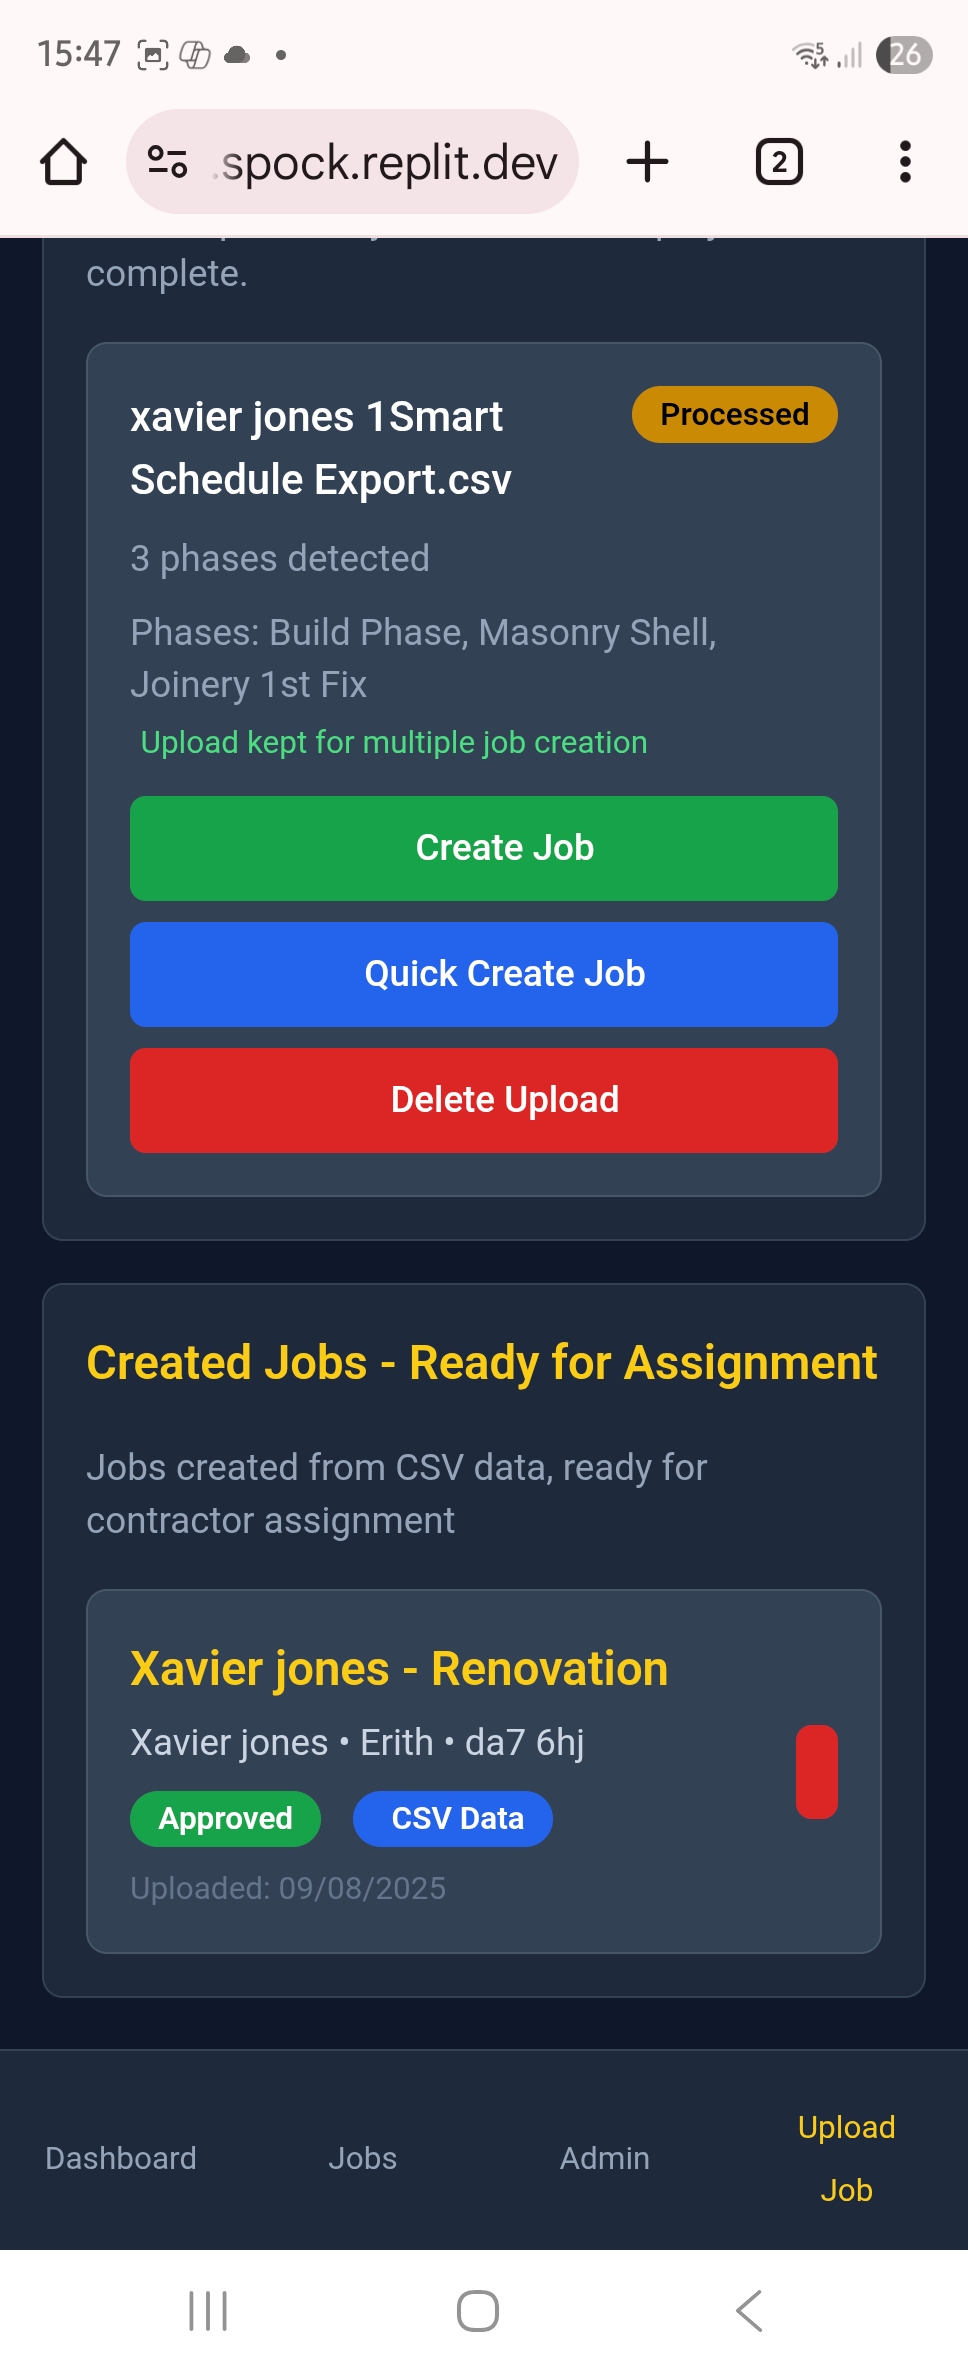 15:47
5
26
.spock.replit.dev
2
complete.
xavier jones 1Smart
Schedule Export.csv
Processed
3 phases detected
Phases: Build Phase, Masonry Shell,
Joinery 1st Fix
Upload kept for multiple job creation
Create Job
Quick Create Job
Delete Upload
Created Jobs - Ready for Assignment
Jobs created from CSV data, ready for
contractor assignment
Xavier jones - Renovation
Xavier jones • Erith • da7 6hj
Approved
CSV Data
Uploaded: 09/08/2025
Dashboard
Jobs
Admin
Upload
Job